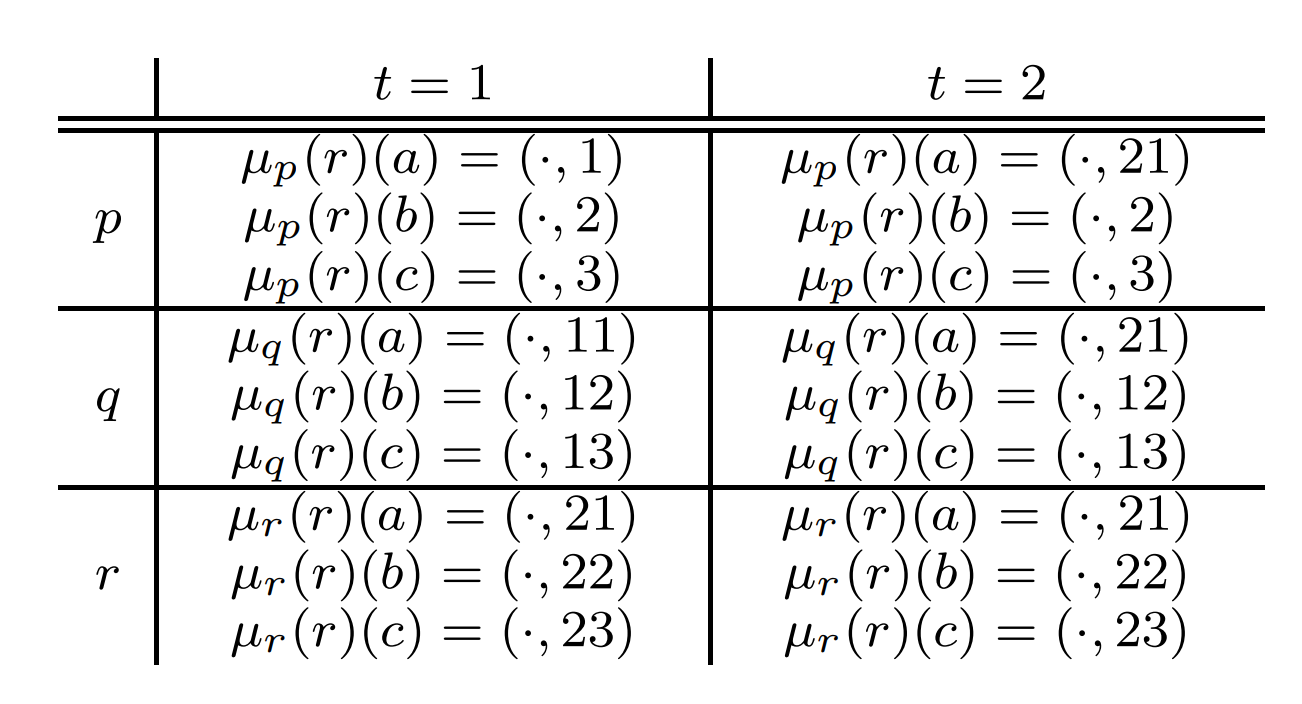 t = 1 t = 2
μ_p(r)(a) = (·, 1) μ_p(r)(a) = (·, 21)
p μ_p(r)(b) = (·, 2) μ_p(r)(b) = (·, 2)
μ_p(r)(c) = (·, 3) μ_p(r)(c) = (·, 3)
μ_q(r)(a) = (·, 11) μ_q(r)(a) = (·, 21)
q μ_q(r)(b) = (·, 12) μ_q(r)(b) = (·, 12)
μ_q(r)(c) = (·, 13) μ_q(r)(c) = (·, 13)
μ_r(r)(a) = (·, 21) μ_r(r)(a) = (·, 21)
r μ_r(r)(b) = (·, 22) μ_r(r)(b) = (·, 22)
μ_r(r)(c) = (·, 23) μ_r(r)(c) = (·, 23)